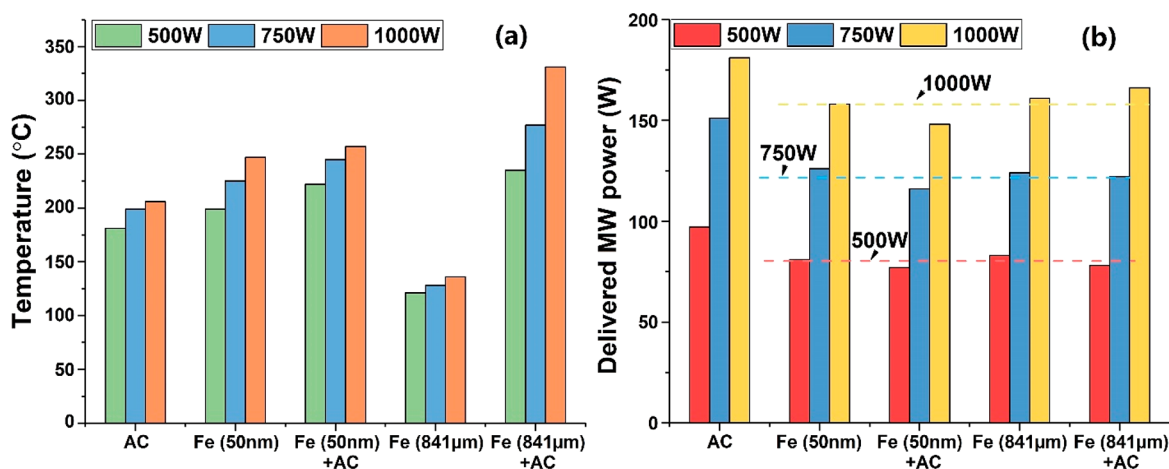 500W 750W 1000W (a)
Temperature (°C)
350
300
250
200
150
100
50
0
AC Fe (50nm) Fe (50nm) Fe (841μm) Fe (841μm)
+AC +AC
500W 750W 1000W (b)
Delivered MW power (W)
200
150
100
50
0
1000W
750W
500W
AC Fe (50nm) Fe (50nm) Fe (841μm) Fe (841μm)
+AC +AC